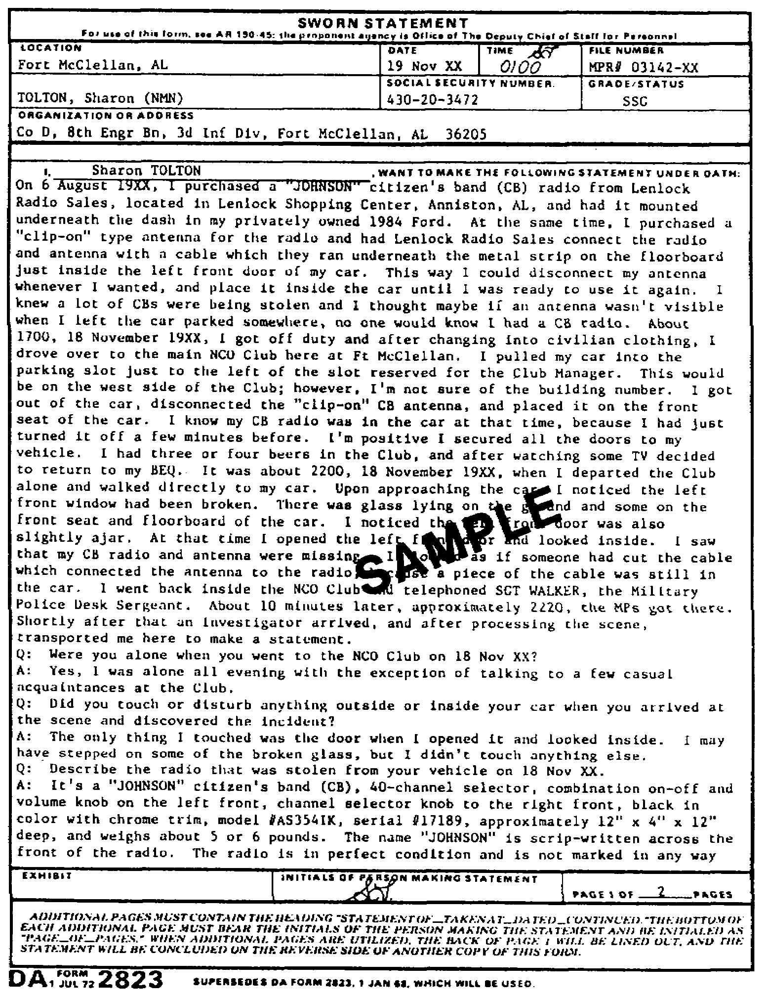 SWORN STATEMENT
For use of this form, see AR 190-45; the proponent agency is Office of The Deputy Chief of Staff for Personnel
LOCATION
Fort McClellan, AL
DATE
19 Nov XX
TIME
0100
FILE NUMBER
MPR# 03142-XX
TOLTON, Sharon (NMN)
SOCIAL SECURITY NUMBER.
430-20-3472
GRADE/STATUS
SSG
ORGANIZATION OR ADDRESS
Co D, 8th Engr Bn, 3d Inf Div, Fort McClellan, AL 36205
I, Sharon TOLTON , WANT TO MAKE THE FOLLOWING STATEMENT UNDER OATH:
On 6 August 19XX, I purchased a "JOHNSON" citizen's band (CB) radio from Lenlock
Radio Sales, located in Lenlock Shopping Center, Anniston, AL, and had it mounted
underneath the dash in my privately owned 1984 Ford. At the same time, I purchased a
"clip-on" type antenna for the radio and had Lenlock Radio Sales connect the radio
and antenna with a cable which they ran underneath the metal strip on the floorboard
just inside the left front door of my car. This way I could disconnect my antenna
whenever I wanted, and place it inside the car until I was ready to use it again. I
knew a lot of CBs were being stolen and I thought maybe if an antenna wasn't visible
when I left the car parked somewhere, no one would know I had a CB radio. About
1700, 18 November 19XX, I got off duty and after changing into civilian clothing, I
drove over to the main NCO Club here at Ft McClellan. I pulled my car into the
parking slot just to the left of the slot reserved for the Club Manager. This would
be on the west side of the Club; however, I'm not sure of the building number. I got
out of the car, disconnected the "clip-on" CB antenna, and placed it on the front
seat of the car. I know my CB radio was in the car at that time, because I had just
turned it off a few minutes before. I'm positive I secured all the doors to my
vehicle. I had three or four beers in the Club, and after watching some TV decided
to return to my BEQ. It was about 2200, 18 November 19XX, when I departed the Club
alone and walked directly to my car. Upon approaching the car, I noticed the left
front window had been broken. There was glass lying on the ground and some on the
front seat and floorboard of the car. I noticed the left front door was also
slightly ajar. At that time I opened the left front door and looked inside. I saw
that my CB radio and antenna were missing. It looked as if someone had cut the cable
which connected the antenna to the radio, because a piece of the cable was still in
the car. I went back inside the NCO Club and telephoned SGT WALKER, the Military
Police Desk Sergeant. About 10 minutes later, approximately 2220, the MPs got there.
Shortly after that an investigator arrived, and after processing the scene,
transported me here to make a statement.
Q: Were you alone when you went to the NCO Club on 18 Nov XX?
A: Yes, I was alone all evening with the exception of talking to a few casual
acquaintances at the Club.
Q: Did you touch or disturb anything outside or inside your car when you arrived at
the scene and discovered the incident?
A: The only thing I touched was the door when I opened it and looked inside. I may
have stepped on some of the broken glass, but I didn't touch anything else.
Q: Describe the radio that was stolen from your vehicle on 18 Nov XX.
A: It's a "JOHNSON" citizen's band (CB), 40-channel selector, combination on-off and
volume knob on the left front, channel selector knob to the right front, black in
color with chrome trim, model #AS354IK, serial #17189, approximately 12" x 4" x 12"
deep, and weighs about 5 or 6 pounds. The name "JOHNSON" is scrip-written across the
front of the radio. The radio is in perfect condition and is not marked in any way
SAMPLE
EXHIBIT
INITIALS OF PERSON MAKING STATEMENT
PAGE 1 OF 2 PAGES
ADDITIONAL PAGES MUST CONTAIN THE HEADING "STATEMENT OF_TAKEN AT_DATED_CONTINUED." THE BOTTOM OF
EACH ADDITIONAL PAGE MUST BEAR THE INITIALS OF THE PERSON MAKING THE STATEMENT AND BE INITIALED AS
"PAGE_OF_PAGES." WHEN ADDITIONAL PAGES ARE UTILIZED, THE BACK OF PAGE 1 WILL BE LINED OUT, AND THE
STATEMENT WILL BE CONCLUDED ON THE REVERSE SIDE OF ANOTHER COPY OF THIS FORM.
DA FORM 1 JUL 72 2823
SUPERSEDES DA FORM 2823, 1 JAN 68, WHICH WILL BE USED.